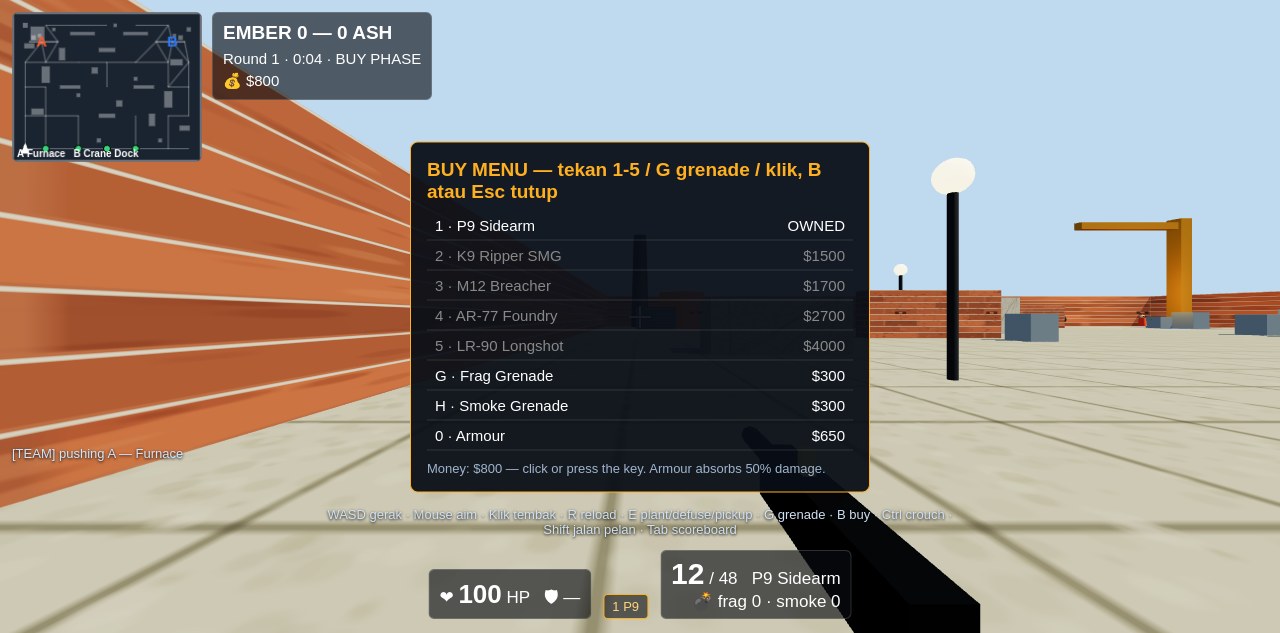 A Furnace   B Crane Dock
EMBER 0 — 0 ASH
Round 1 · 0:04 · BUY PHASE
💰 $800
BUY MENU — tekan 1-5 / G grenade / klik, B
atau Esc tutup
1 · P9 Sidearm   OWNED
2 · K9 Ripper SMG   $1500
3 · M12 Breacher   $1700
4 · AR-77 Foundry   $2700
5 · LR-90 Longshot   $4000
G · Frag Grenade   $300
H · Smoke Grenade   $300
0 · Armour   $650
Money: $800 — click or press the key. Armour absorbs 50% damage.
[TEAM] pushing A — Furnace
WASD gerak · Mouse aim · Klik tembak · R reload · E plant/defuse/pickup · G grenade · B buy · Ctrl crouch
Shift jalan pelan · Tab scoreboard
❤ 100 HP   🛡 —
1 P9
12 / 48   P9 Sidearm
💣 frag 0 · smoke 0